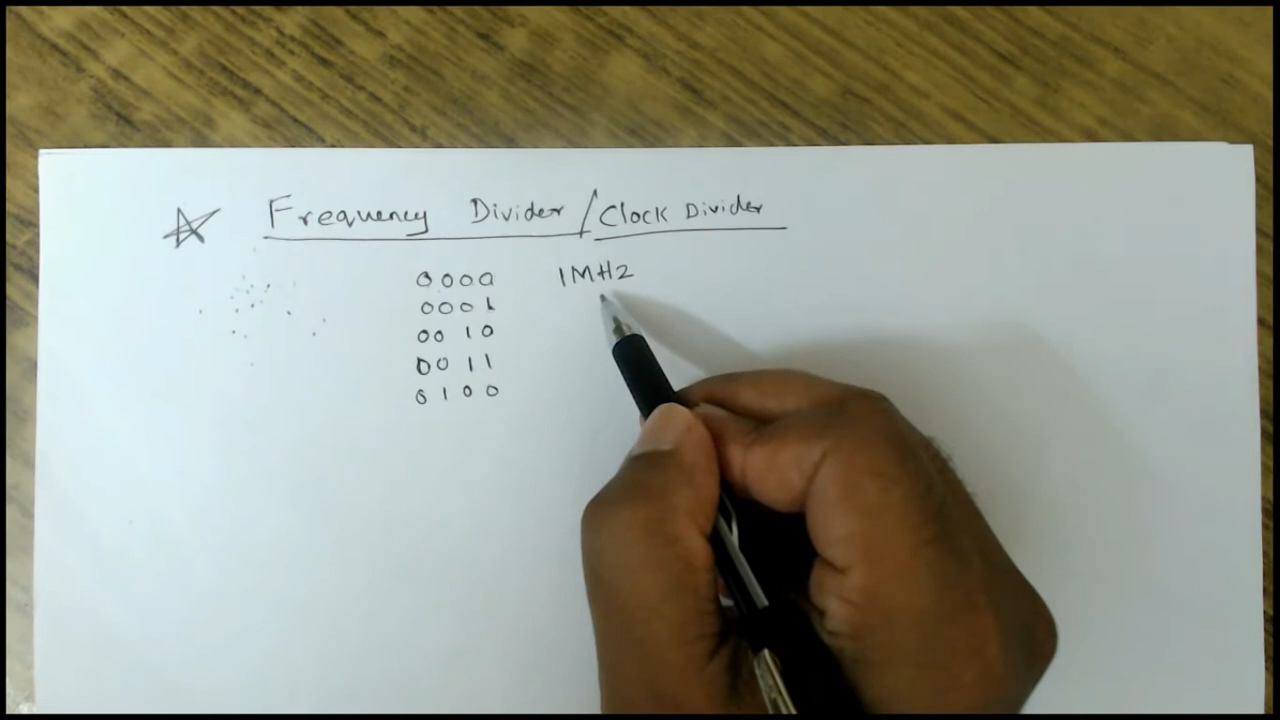 Frequency Divider / Clock Divider
0000 1MHz
0001
0010
0011
0100